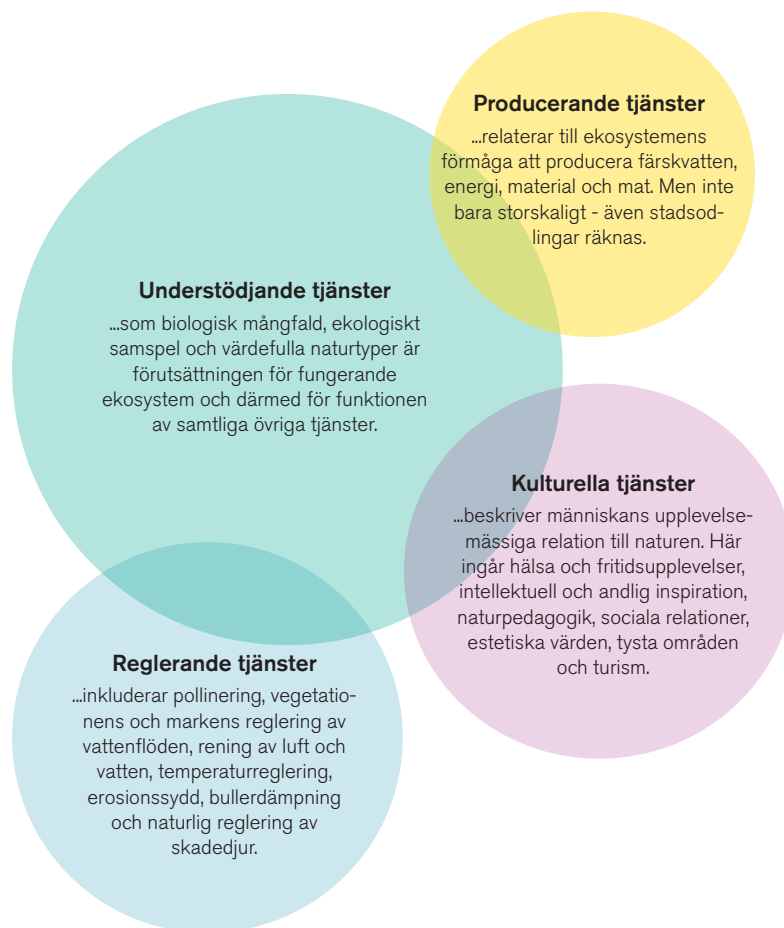 Producerande tjänster
...relaterar till ekosystemens
förmåga att producera färskvatten,
energi, material och mat. Men inte
bara storskaligt - även stadsod-
lingar räknas.
Understödjande tjänster
...som biologisk mångfald, ekologiskt
samspel och värdefulla naturtyper är
förutsättningen för fungerande
ekosystem och därmed för funktionen
av samtliga övriga tjänster.
Kulturella tjänster
...beskriver människans upplevelse-
mässiga relation till naturen. Här
ingår hälsa och fritidsupplevelser,
intellektuell och andlig inspiration,
naturpedagogik, sociala relationer,
estetiska värden, tysta områden
och turism.
Reglerande tjänster
...inkluderar pollinering, vegetatio-
nens och markens reglering av
vattenflöden, rening av luft och
vatten, temperaturreglering,
erosionssydd, bullerdämpning
och naturlig reglering av
skadedjur.